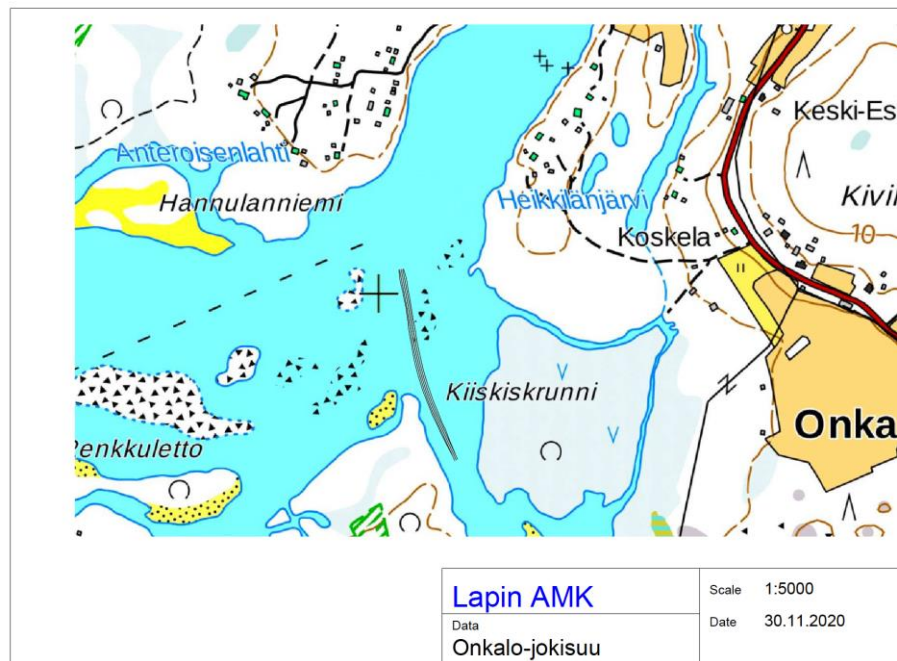 Keski-Es
Anteroisenlahti
Hannulanniemi
Heikkilänjärvi
Kivil
Koskela
10
Kiiskiskrunni
Onka
Penkkuletto
Lapin AMK
Scale 1:5000
Date 30.11.2020
Data
Onkalo-jokisuu